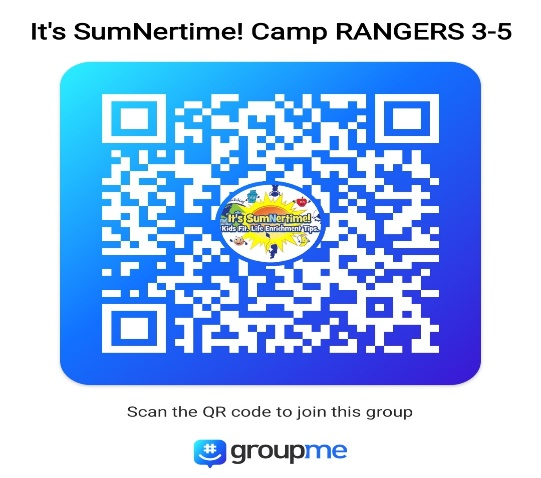 It's SumNertime! Camp RANGERS 3-5
It's SumNertime!
Kids Fit. Life Enrichment Tips.
Scan the QR code to join this group
groupme